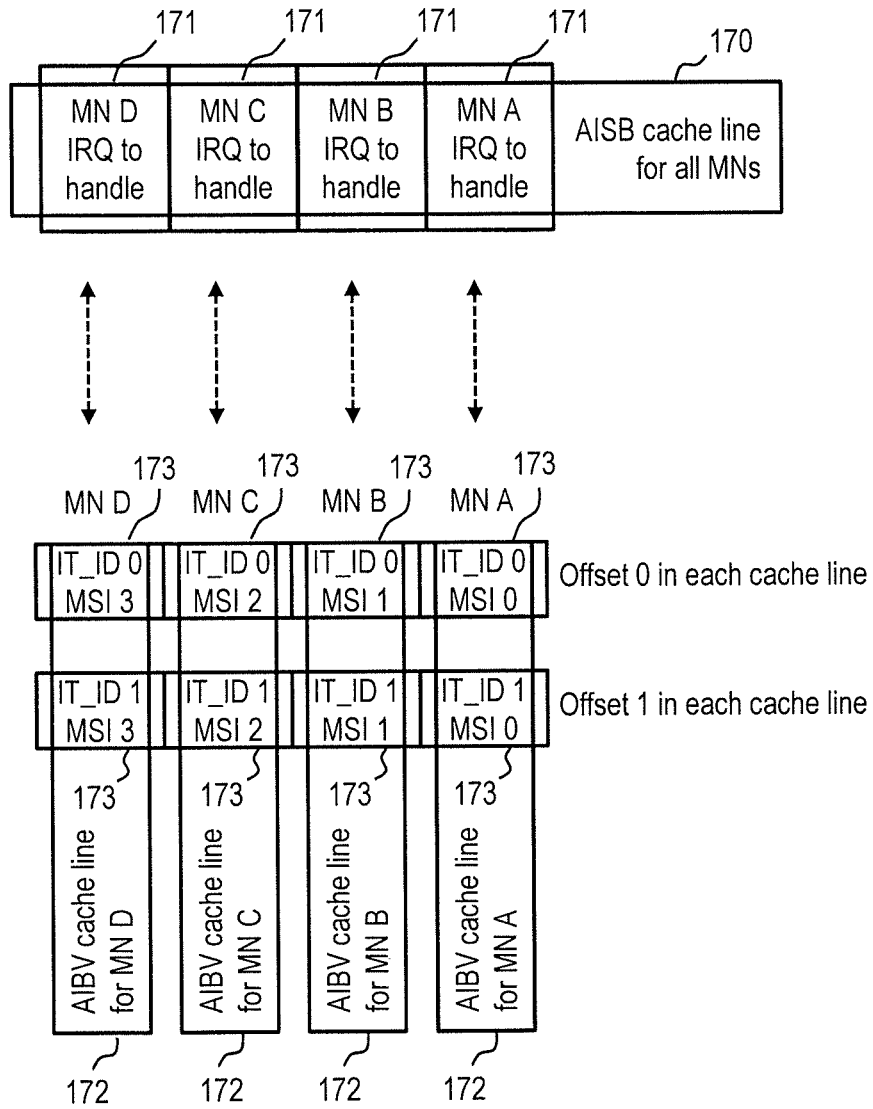 171 171 171 171 170
MN D MN C MN B MN A AISB cache line
IRQ to IRQ to IRQ to IRQ to for all MNs
handle handle handle handle
173 173 173 173
MN D MN C MN B MN A
IT_ID 0 IT_ID 0 IT_ID 0 IT_ID 0 Offset 0 in each cache line
MSI 3 MSI 2 MSI 1 MSI 0
IT_ID 1 IT_ID 1 IT_ID 1 IT_ID 1 Offset 1 in each cache line
MSI 3 MSI 2 MSI 1 MSI 0
173 173 173 173
AIBV cache line
for MN D
AIBV cache line
for MN C
AIBV cache line
for MN B
AIBV cache line
for MN A
172 172 172 172